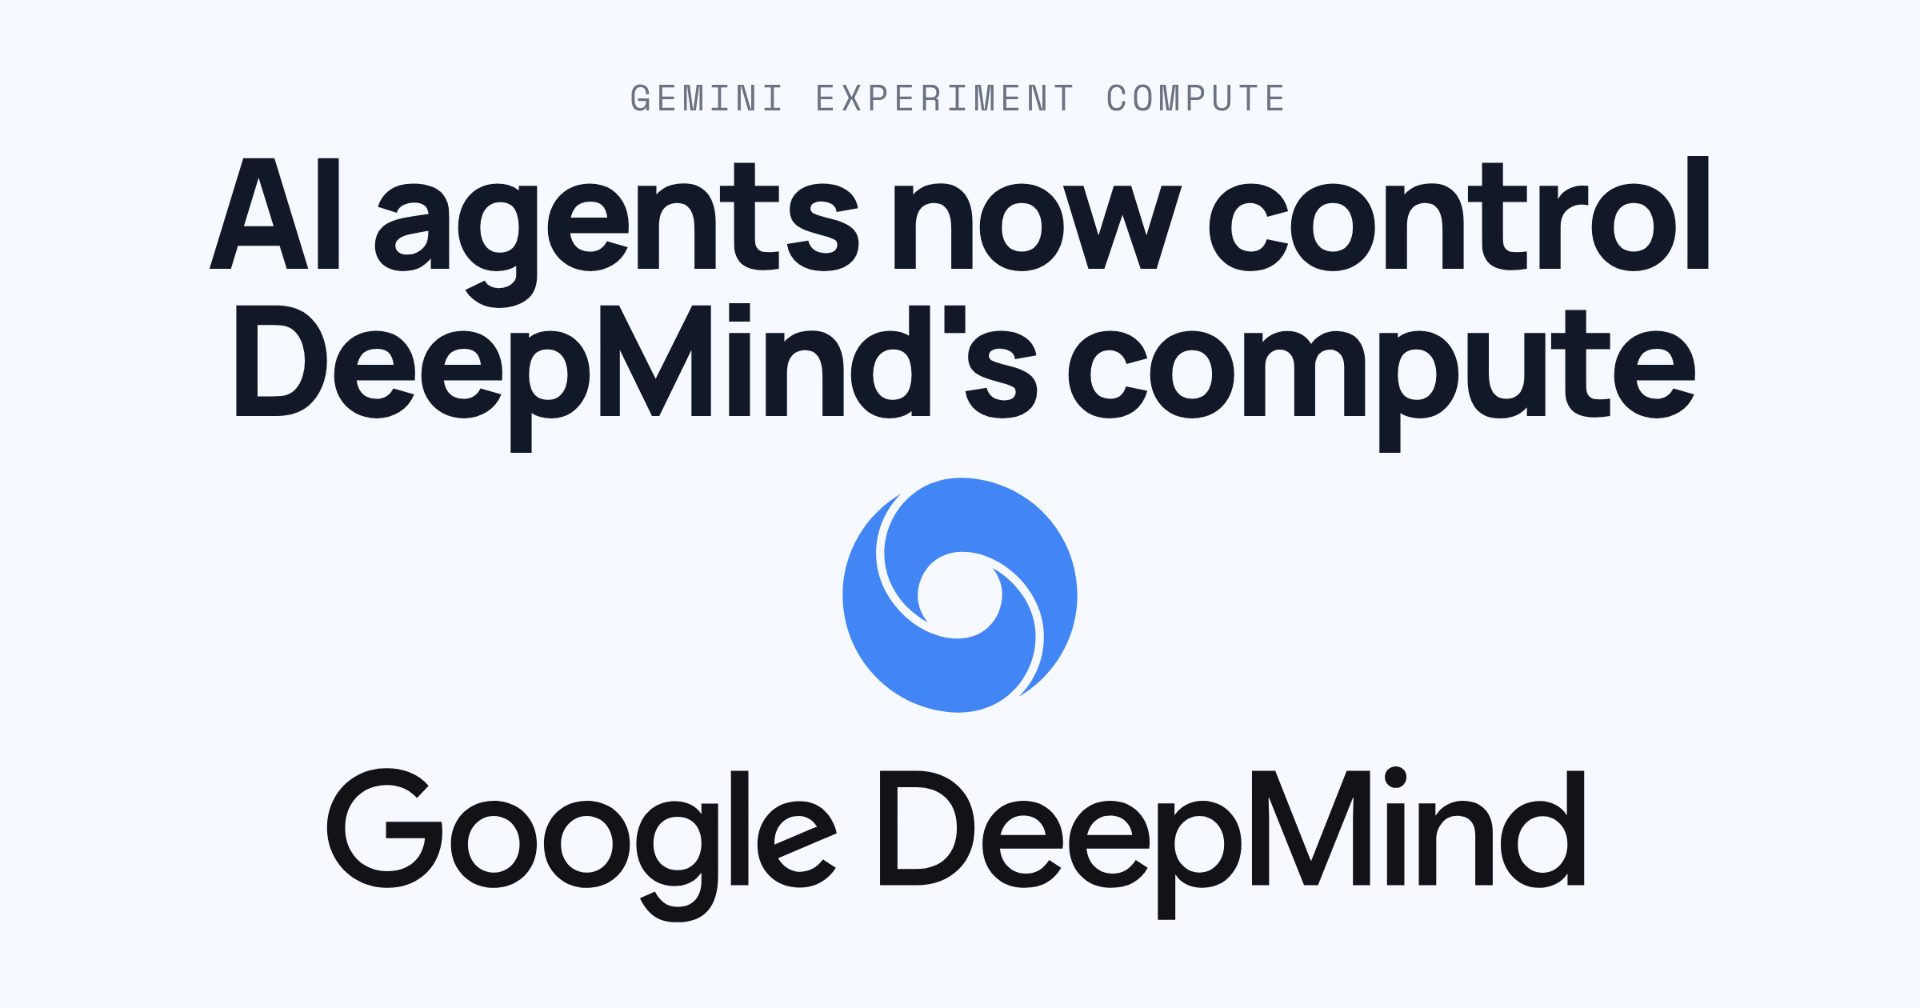 GEMINI EXPERIMENT COMPUTE
AI agents now control
DeepMind's compute
Google DeepMind